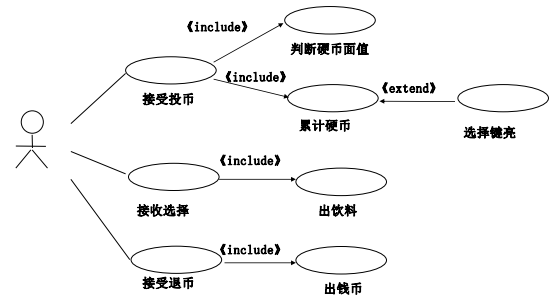 《include》
判断硬币面值
《include》
《extend》
接受投币
累计硬币
选择键亮
《include》
接收选择
出饮料
《include》
接受退币
出钱币